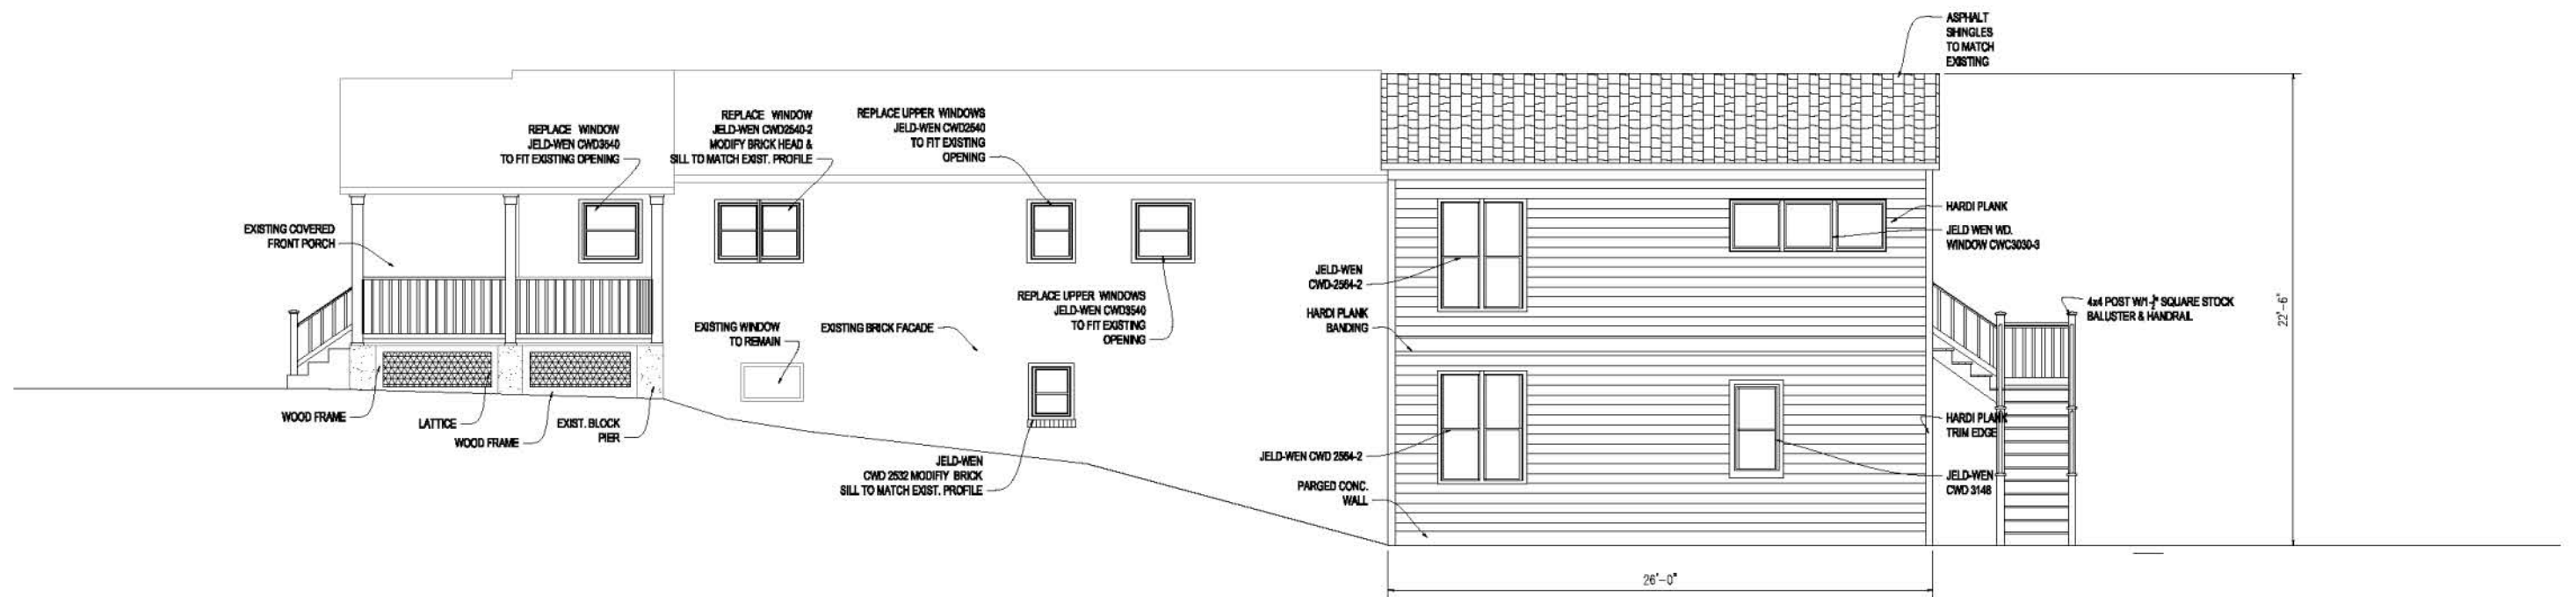 ASPHALT
SHINGLES
TO MATCH
EXISTING
REPLACE WINDOW
JELD-WEN CWD3540
TO FIT EXISTING OPENING
REPLACE WINDOW
JELD-WEN CWD2540-2
MODIFY BRICK HEAD &
SILL TO MATCH EXIST. PROFILE
REPLACE UPPER WINDOWS
JELD-WEN CWD2540
TO FIT EXISTING
OPENING
EXISTING COVERED
FRONT PORCH
HARDI PLANK
JELD WEN WD.
WINDOW CWC3030-3
JELD-WEN
CWD-2564-2
HARDI PLANK
BANDING
REPLACE UPPER WINDOWS
JELD-WEN CWD3540
TO FIT EXISTING
OPENING
EXISTING WINDOW
TO REMAIN
EXISTING BRICK FACADE
4x4 POST W/1 SQUARE STOCK
BALUSTER & HANDRAIL
22'-6"
WOOD FRAME
LATTICE
WOOD FRAME
EXIST. BLOCK
PIER
HARDI PLANK
TRIM EDGE
JELD-WEN
CWD 2532 MODIFIY BRICK
SILL TO MATCH EXIST. PROFILE
JELD-WEN CWD 2564-2
PARGED CONC.
WALL
JELD-WEN
CWD 3148
26'-0"